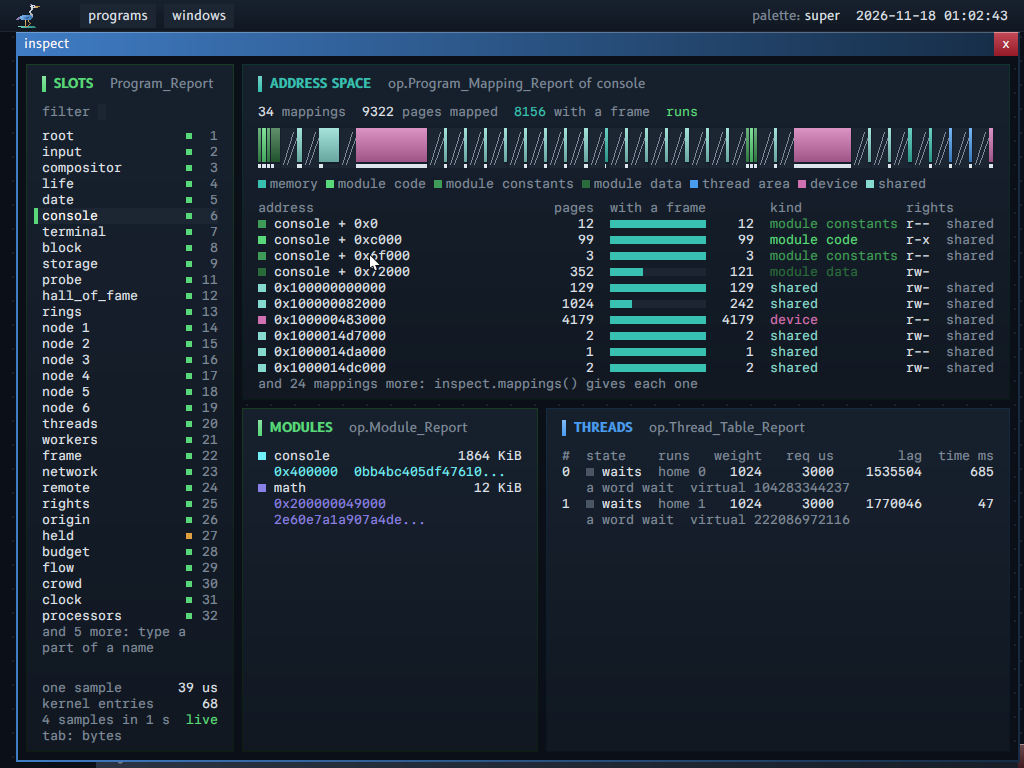 programs windows palette: super 2026-11-18 01:02:43
inspect x
SLOTS Program_Report
filter
root 1
input 2
compositor 3
life 4
date 5
console 6
terminal 7
block 8
storage 9
probe 11
hall_of_fame 12
rings 13
node 1 14
node 2 15
node 3 16
node 4 17
node 5 18
node 6 19
threads 20
workers 21
frame 22
network 23
remote 24
rights 25
origin 26
held 27
budget 28
flow 29
crowd 30
clock 31
processors 32
and 5 more: type a
part of a name
one sample 39 us
kernel entries 68
4 samples in 1 s live
tab: bytes
ADDRESS SPACE op.Program_Mapping_Report of console
34 mappings 9322 pages mapped 8156 with a frame runs
memory module code module constants module data thread area device shared
address pages with a frame kind rights
console + 0x0 12 12 module constants r-- shared
console + 0xc000 99 99 module code r-x shared
console + 0x6f000 3 3 module constants r-- shared
console + 0x72000 352 121 module data rw-
0x100000000000 129 129 shared rw- shared
0x100000082000 1024 242 shared rw- shared
0x100000483000 4179 4179 device r-- shared
0x1000014d7000 2 2 shared rw- shared
0x1000014da000 1 1 shared r-- shared
0x1000014dc000 2 2 shared rw- shared
and 24 mappings more: inspect.mappings() gives each one
MODULES op.Module_Report
console 1864 KiB
0x400000 0bb4bc405df47610...
math 12 KiB
0x200000049000
2e60e7a1a907a4de...
THREADS op.Thread_Table_Report
# state runs weight req us lag time ms
0 waits home 0 1024 3000 1535504 685
a word wait virtual 104283344237
1 waits home 1 1024 3000 1770046 47
a word wait virtual 222086972116